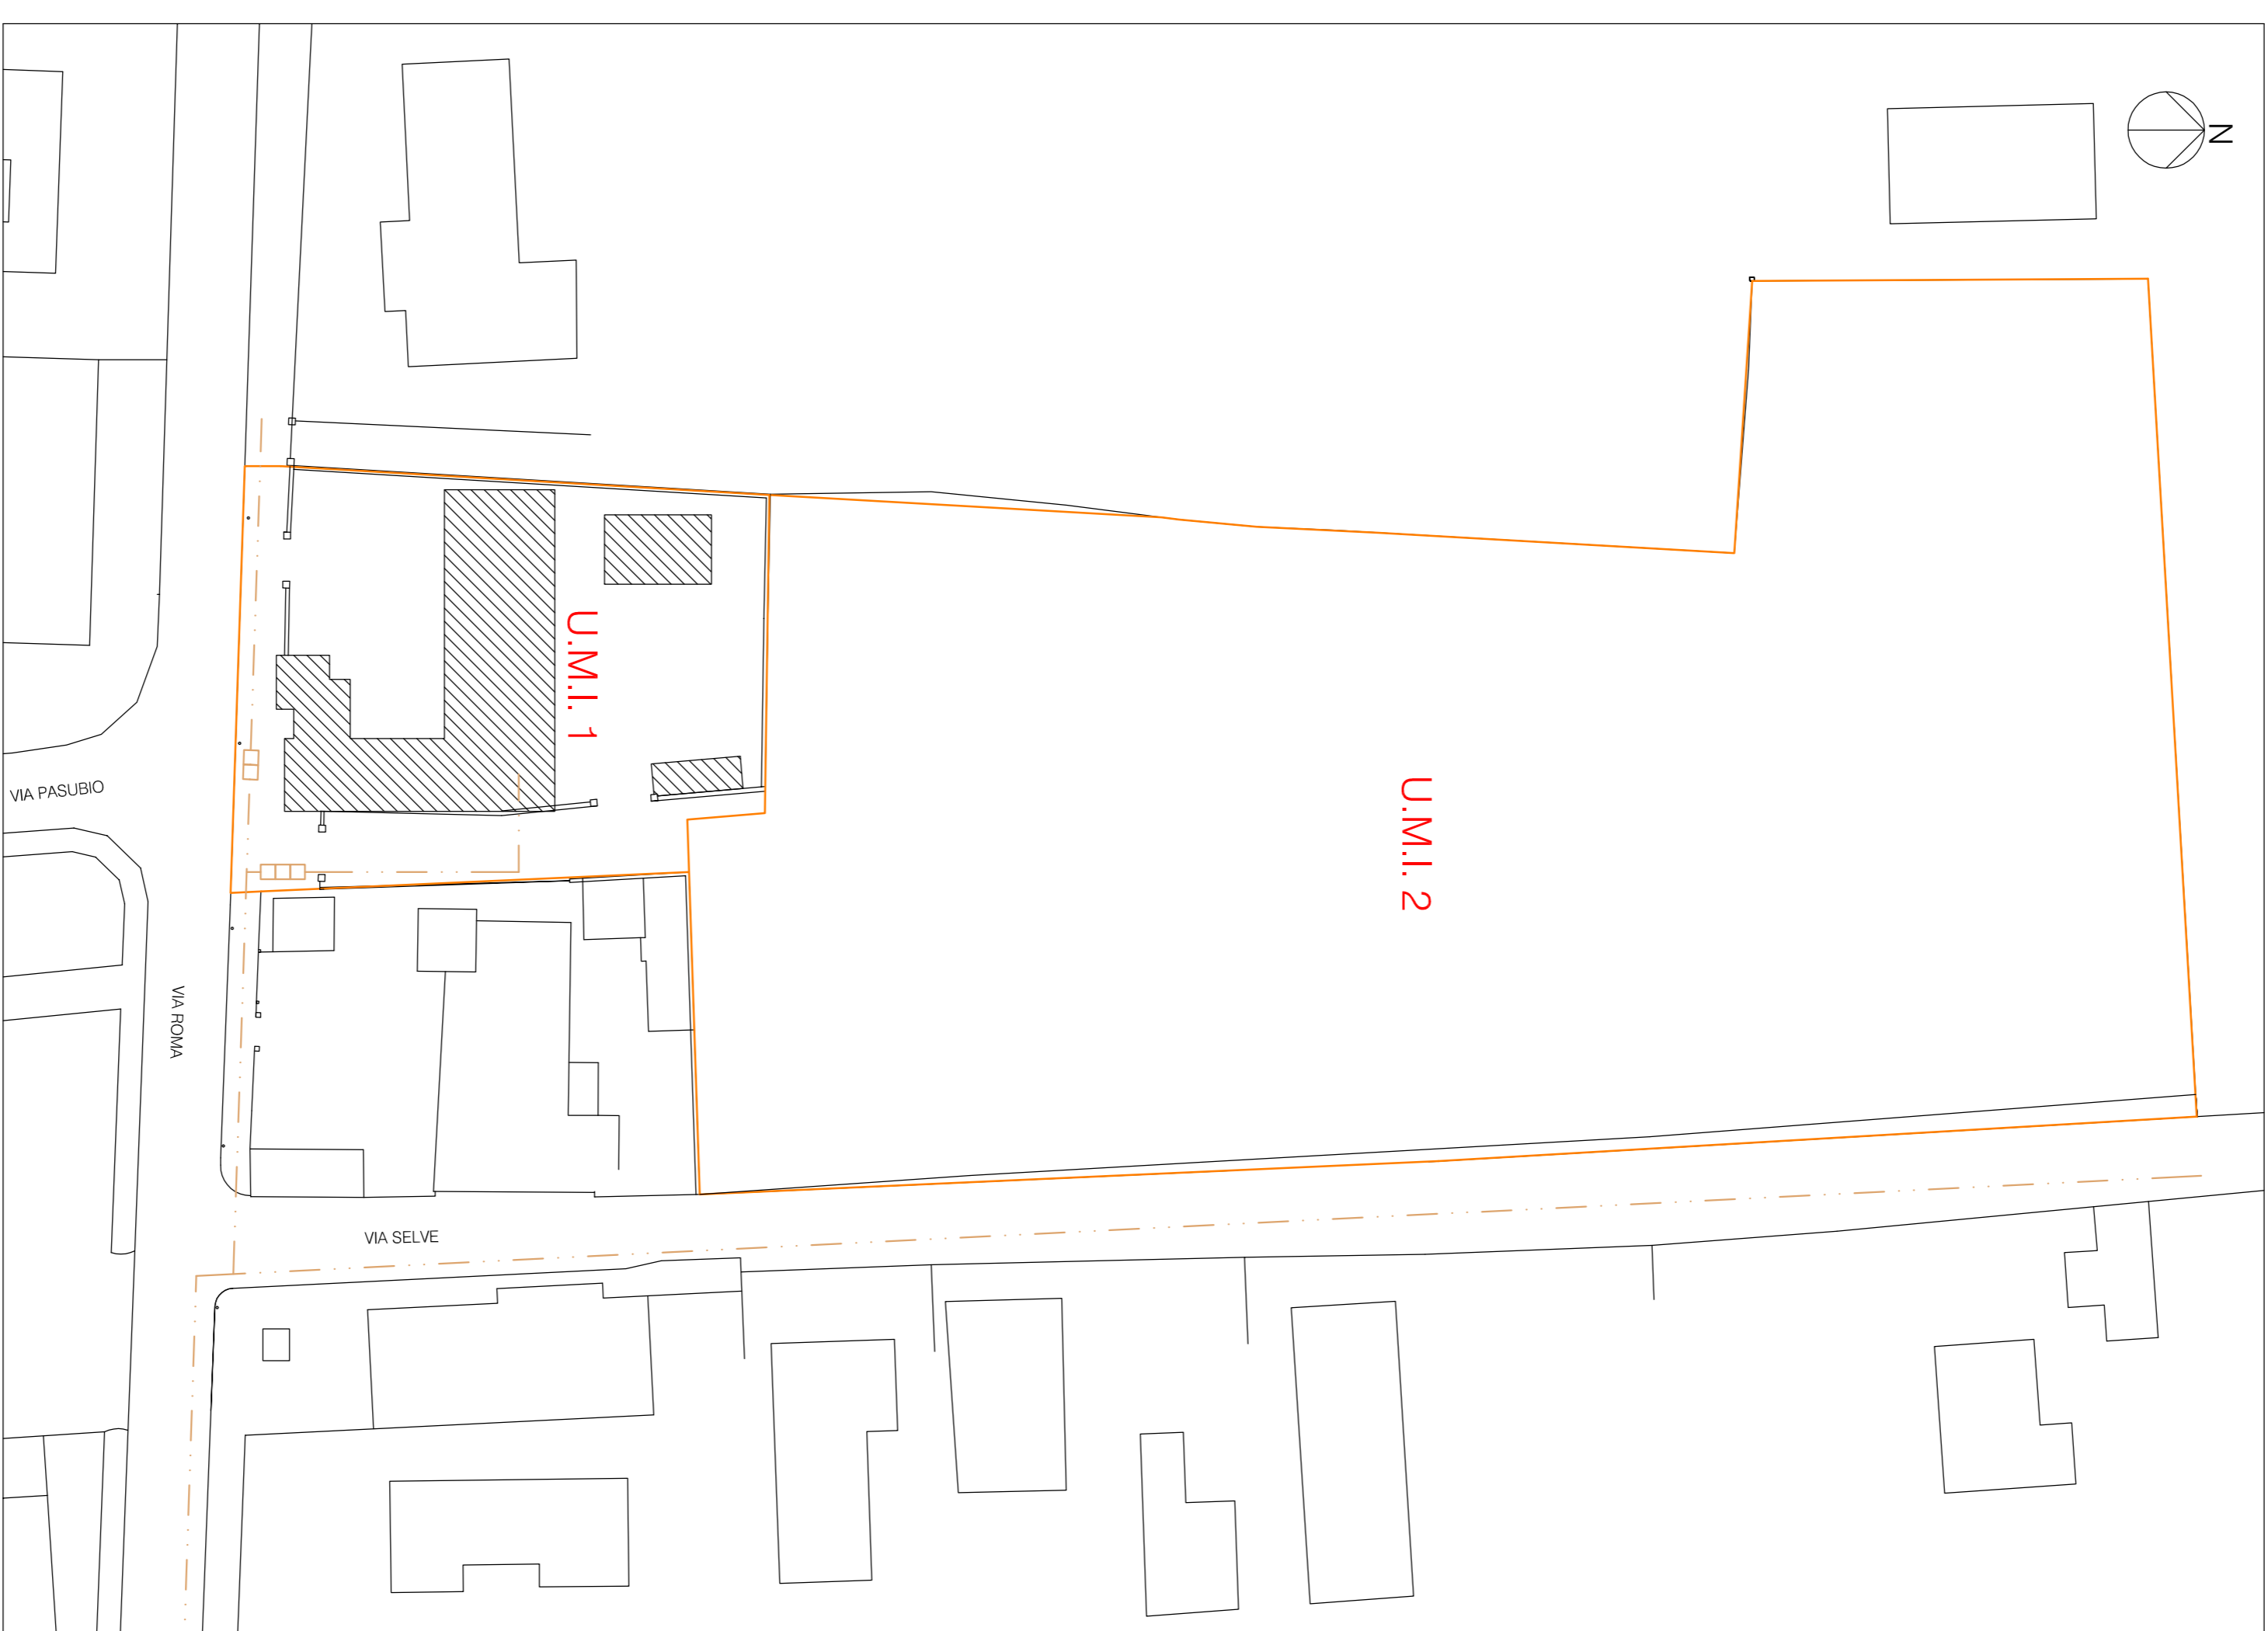 N
U.M.I. 1
U.M.I. 2
VIA PASUBIO
VIA ROMA
VIA SELVE